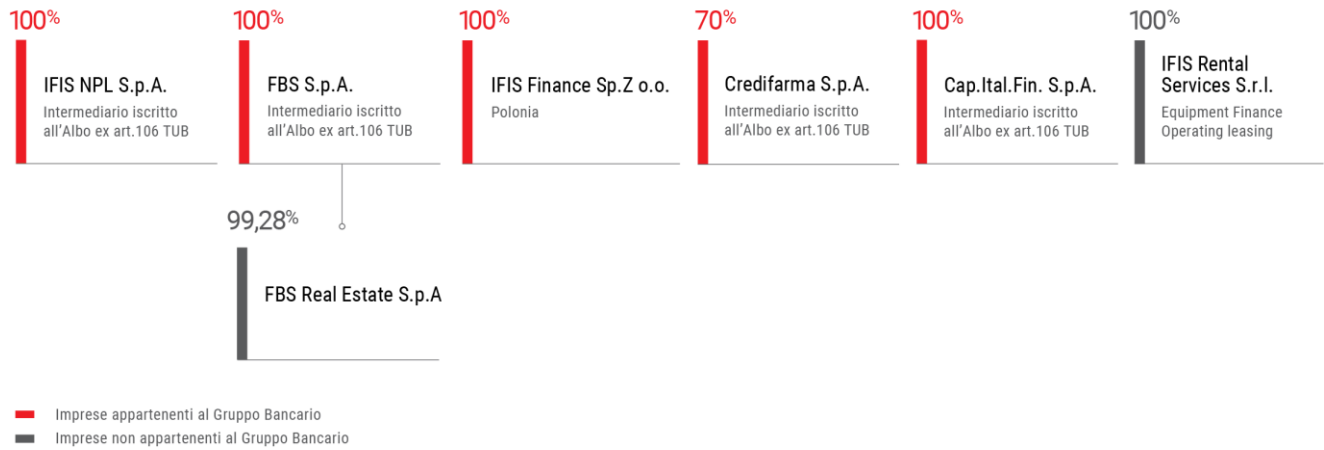 100%
IFIS NPL S.p.A.
Intermediario iscritto
all'Albo ex art.106 TUB
100%
FBS S.p.A.
Intermediario iscritto
all'Albo ex art.106 TUB
100%
IFIS Finance Sp.Z o.o.
Polonia
70%
Credifarma S.p.A.
Intermediario iscritto
all'Albo ex art.106 TUB
100%
Cap.Ital.Fin. S.p.A.
Intermediario iscritto
all'Albo ex art.106 TUB
100%
IFIS Rental
Services S.r.l.
Equipment Finance
Operating leasing
99,28%
FBS Real Estate S.p.A
Imprese appartenenti al Gruppo Bancario
Imprese non appartenenti al Gruppo Bancario